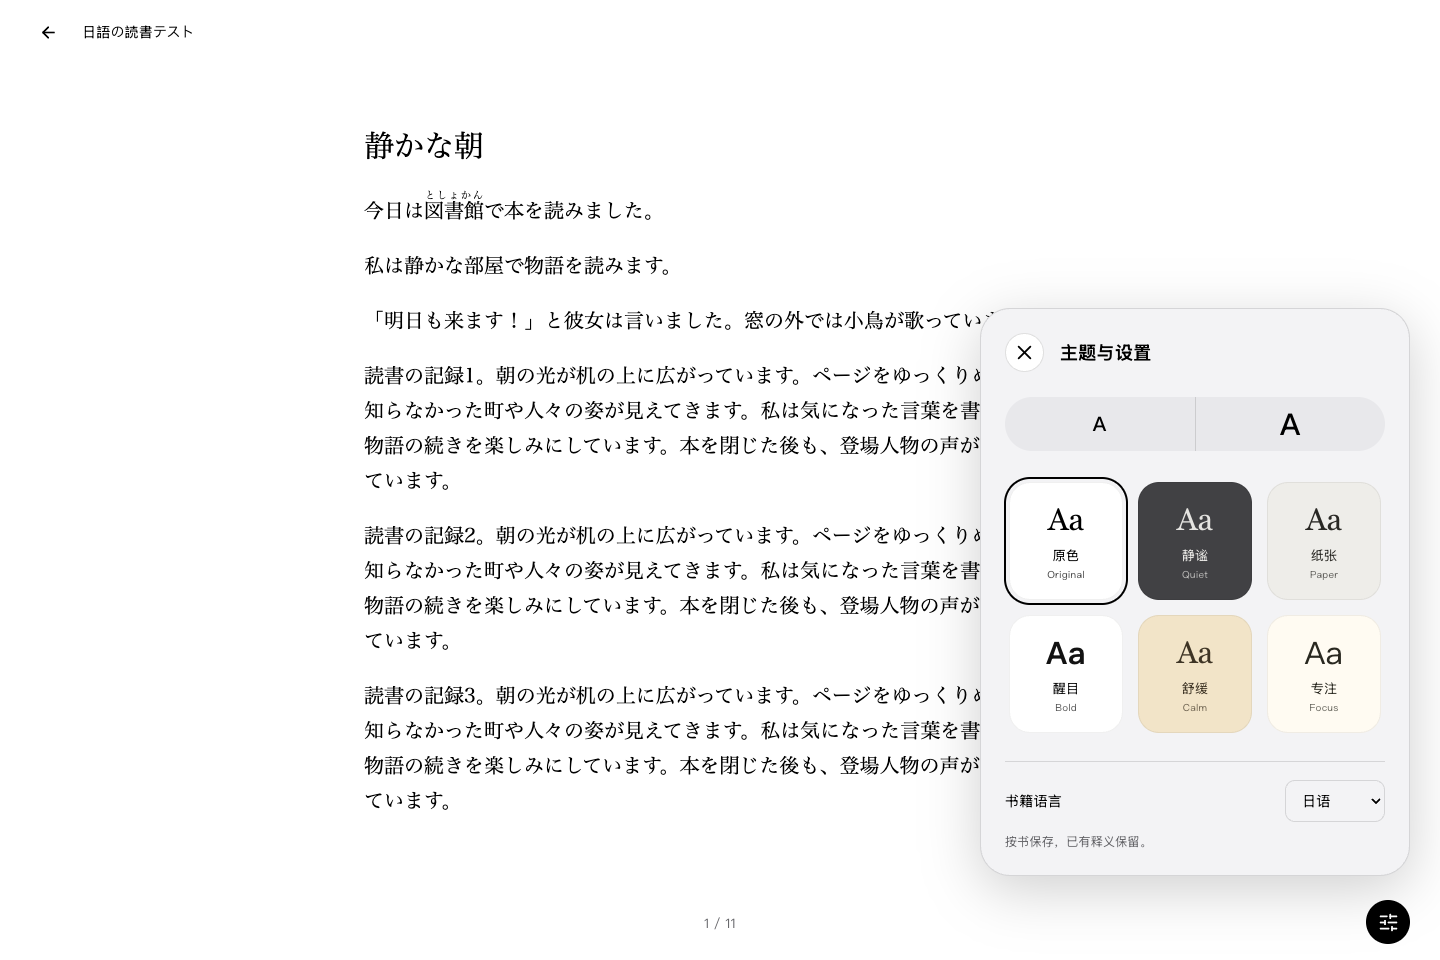 日語の読書テスト
静かな朝
としょかん
今日は図書館で本を読みました。
私は静かな部屋で物語を読みます。
「明日も来ます！」と彼女は言いました。窓の外では小鳥が歌ってい
読書の記録1。朝の光が机の上に広がっています。ページをゆっくり
知らなかった町や人々の姿が見えてきます。私は気になった言葉を書
物語の続きを楽しみにしています。本を閉じた後も、登場人物の声が
ています。
読書の記録2。朝の光が机の上に広がっています。ページをゆっくり
知らなかった町や人々の姿が見えてきます。私は気になった言葉を書
物語の続きを楽しみにしています。本を閉じた後も、登場人物の声が
ています。
読書の記録3。朝の光が机の上に広がっています。ページをゆっくり
知らなかった町や人々の姿が見えてきます。私は気になった言葉を書
物語の続きを楽しみにしています。本を閉じた後も、登場人物の声が
ています。
主题与设置
A A
Aa Aa Aa
原色 静谧 纸张
Original Quiet Paper
Aa Aa Aa
醒目 舒缓 专注
Bold Calm Focus
书籍语言 日语
按书保存，已有释义保留。
1 / 11